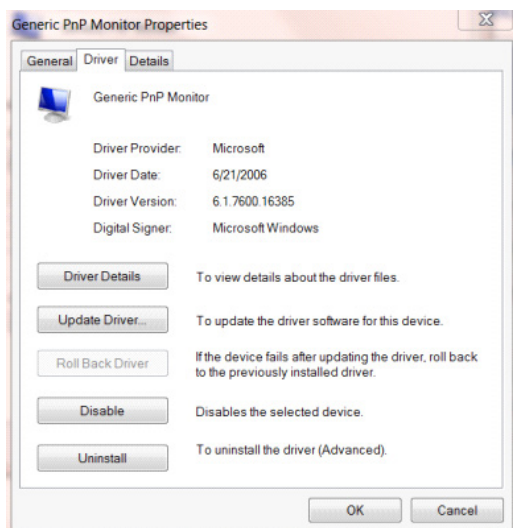 Generic PnP Monitor Properties
General Driver Details
Generic PnP Monitor
Driver Provider: Microsoft
Driver Date: 6/21/2006
Driver Version: 6.1.7600.16385
Digital Signer: Microsoft Windows
Driver Details To view details about the driver files.
Update Driver... To update the driver software for this device.
Roll Back Driver If the device fails after updating the driver, roll back
to the previously installed driver.
Disable Disables the selected device.
Uninstall To uninstall the driver (Advanced).
OK Cancel